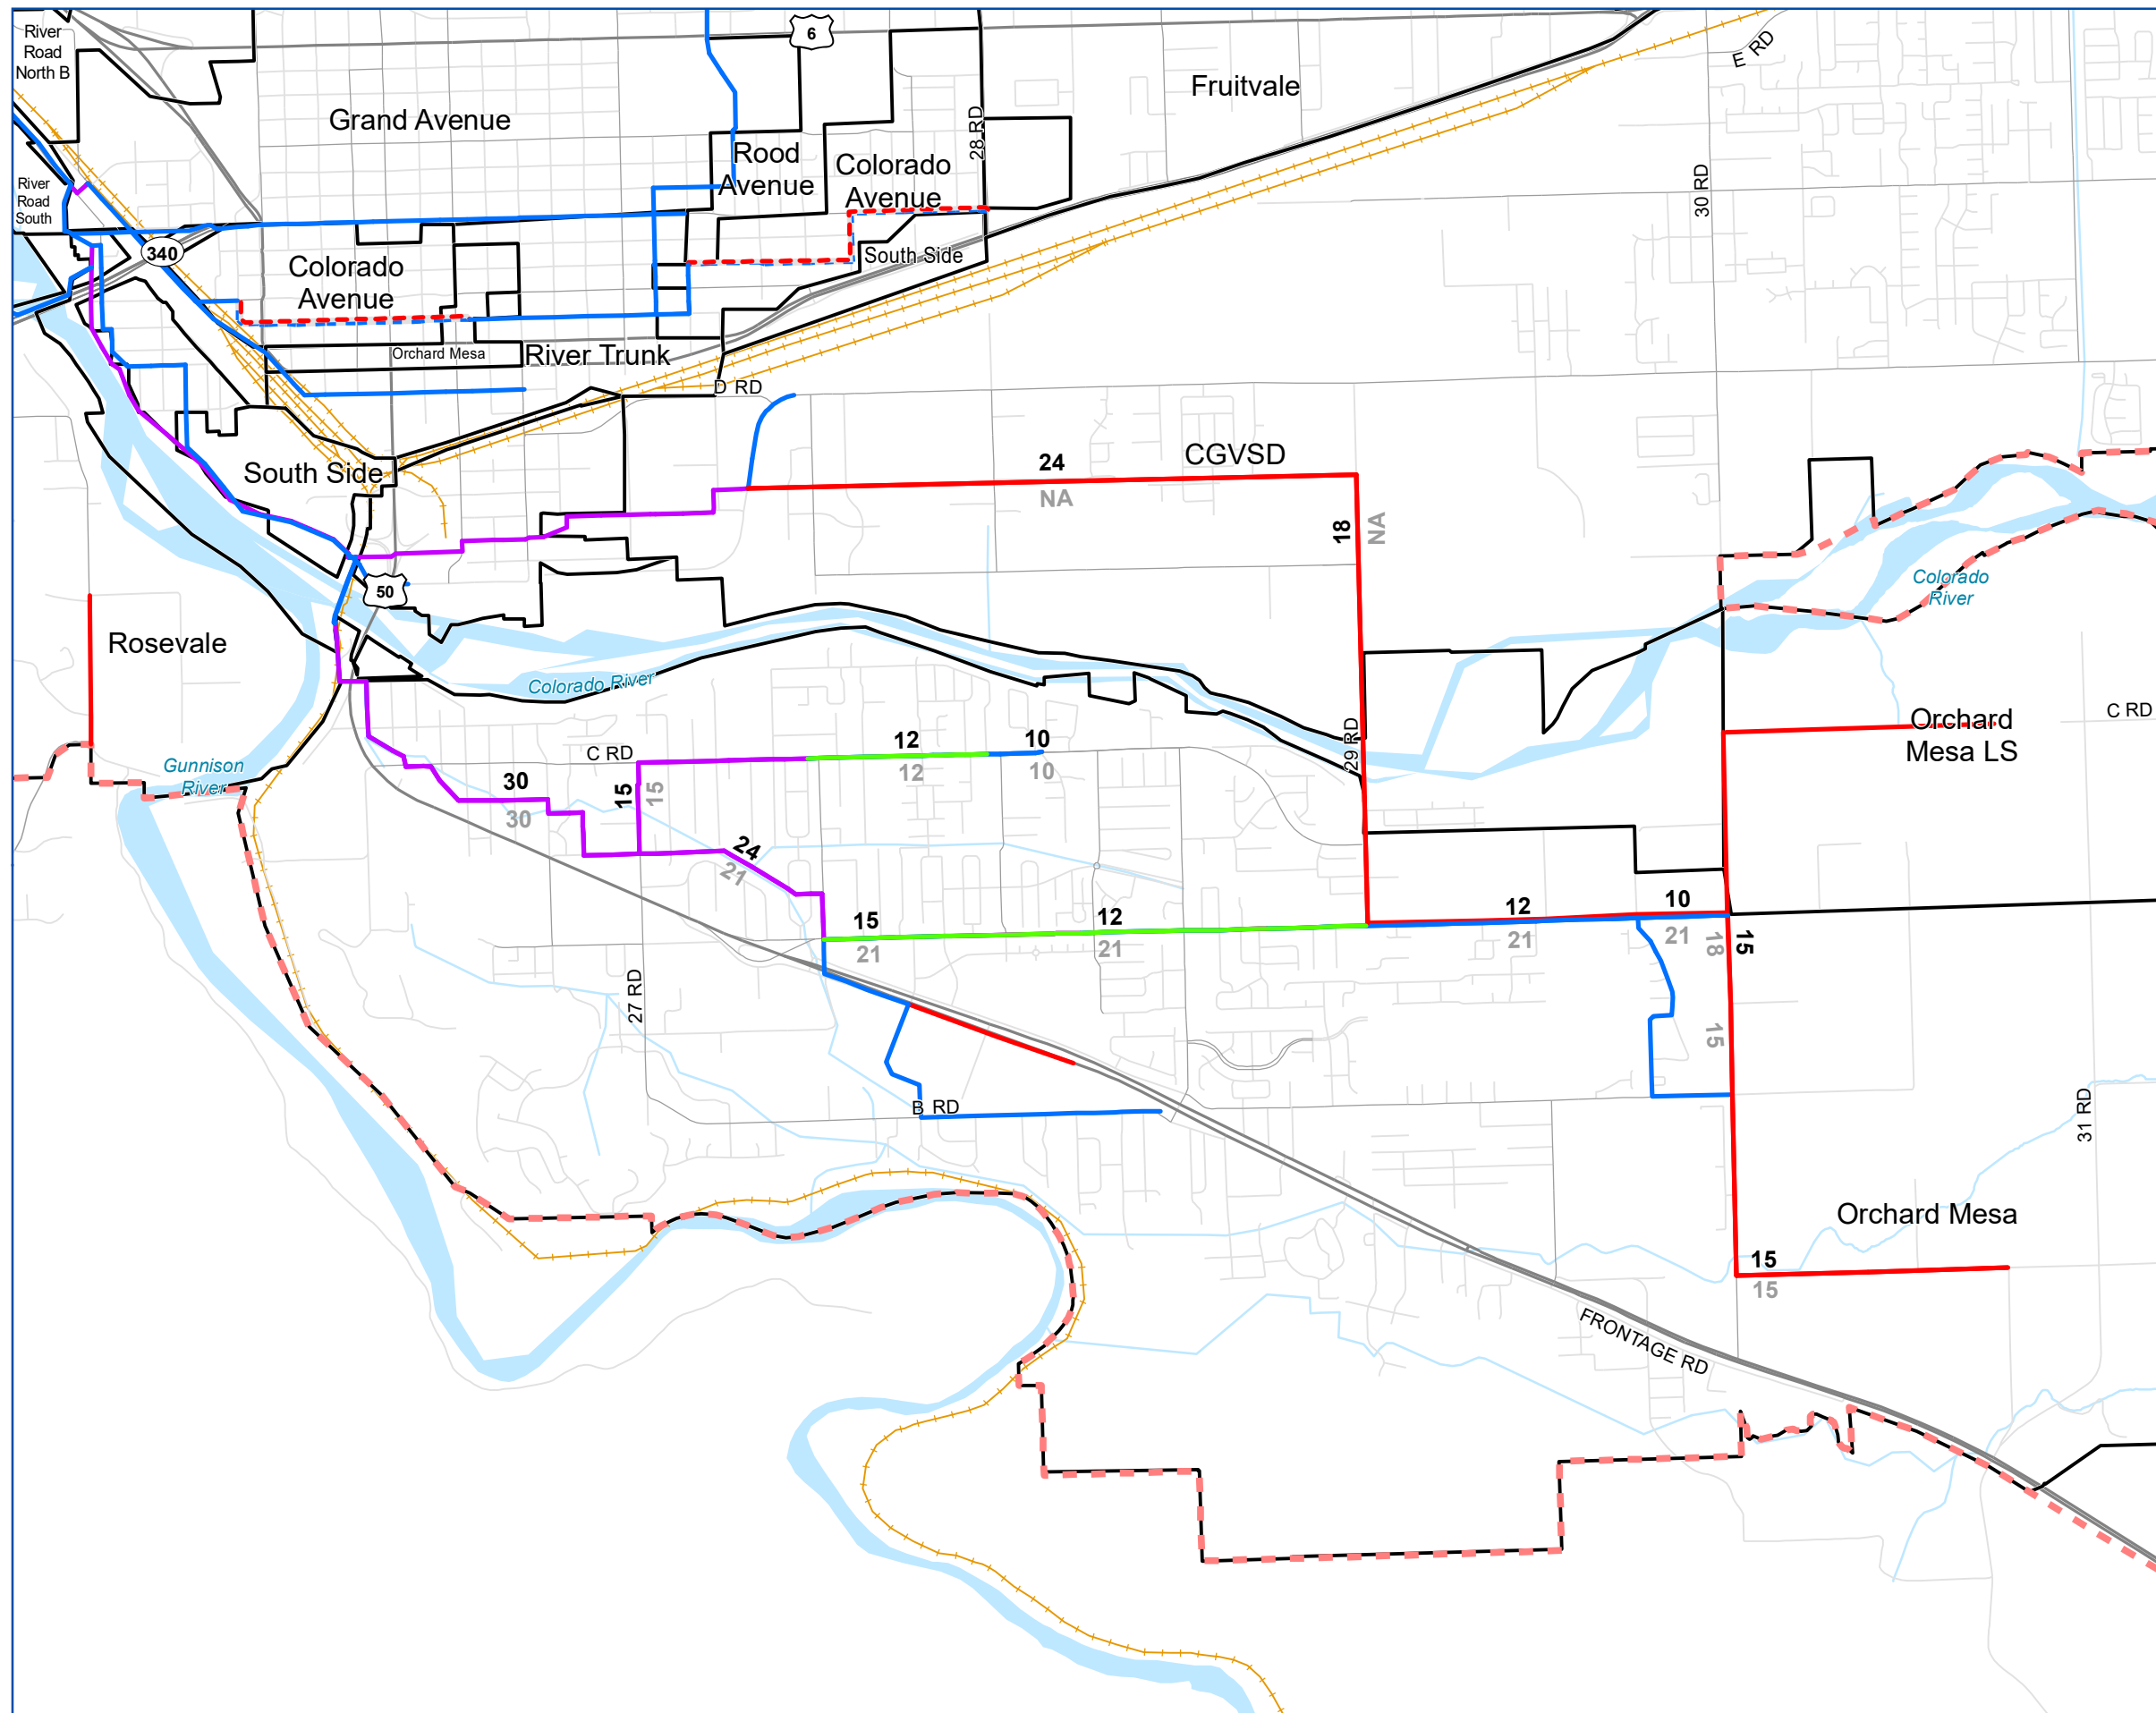 River
Road
North B
6
E RD
Fruitvale
Grand Avenue
28 RD
Rood
Avenue
Colorado
Avenue
30 RD
River
Road
South
340
South Side
Colorado
Avenue
Orchard Mesa
River Trunk
D RD
CGVSD
24
NA
South Side
18
NA
50
Colorado
River
Rosevale
Colorado River
Orchard
Mesa LS
C RD
29 RD
12
12
10
10
C RD
Gunnison
River
30
30
15
15
24
21
15
21
12
21
12
21
10
21
18
15
27 RD
15
B RD
31 RD
Orchard Mesa
15
15
FRONTAGE RD